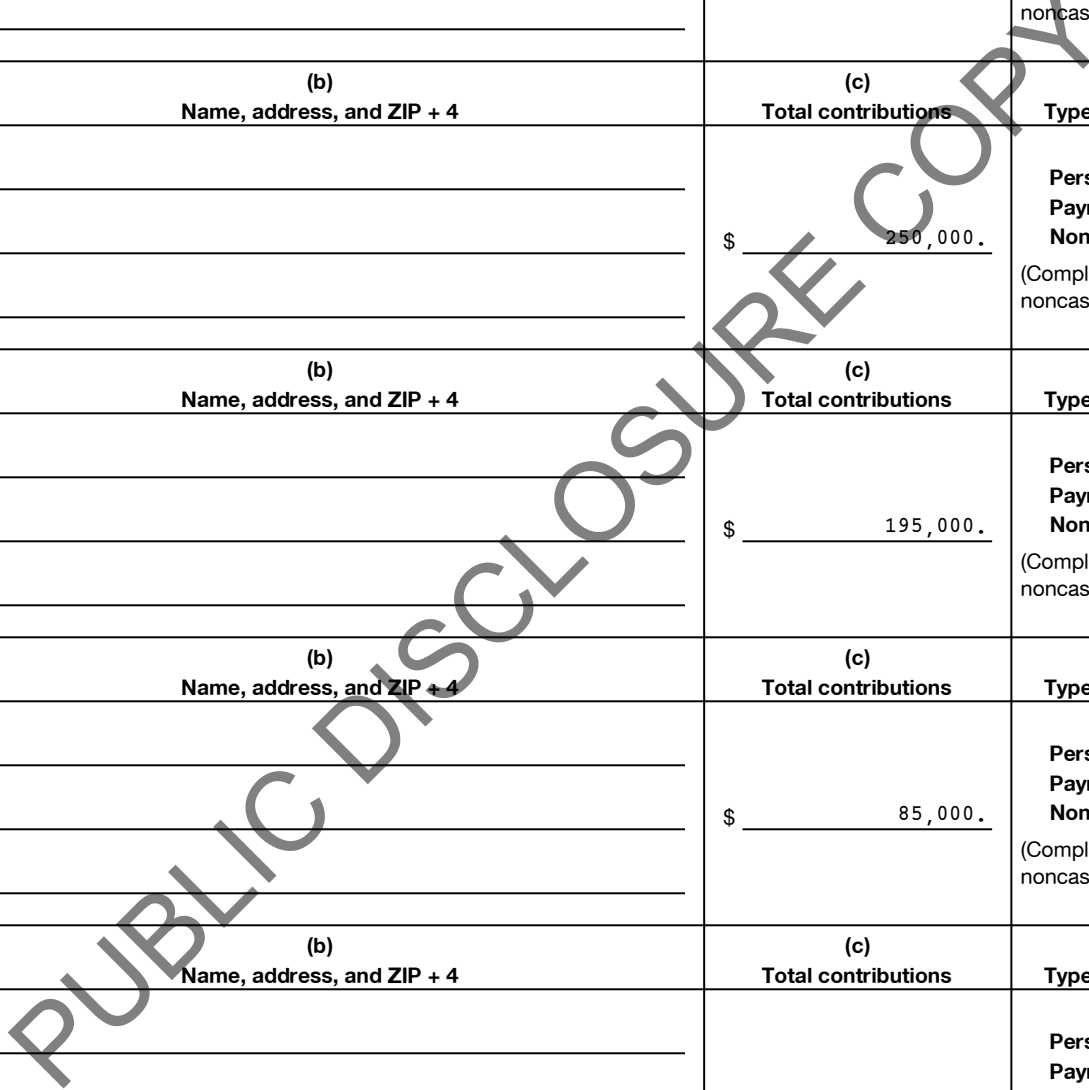 noncas
(b) (c)
Name, address, and ZIP + 4 Total contributions Type
Pers
Payr
$ 250,000. Non
(Compl
noncas
(b) (c)
Name, address, and ZIP + 4 Total contributions Type
Pers
Payr
$ 195,000. Non
(Compl
noncas
(b) (c)
Name, address, and ZIP + 4 Total contributions Type
Pers
Payr
$ 85,000. Non
(Compl
noncas
(b) (c)
Name, address, and ZIP + 4 Total contributions Type
Pers
Payr
PUBLIC DISCLOSURE COPY